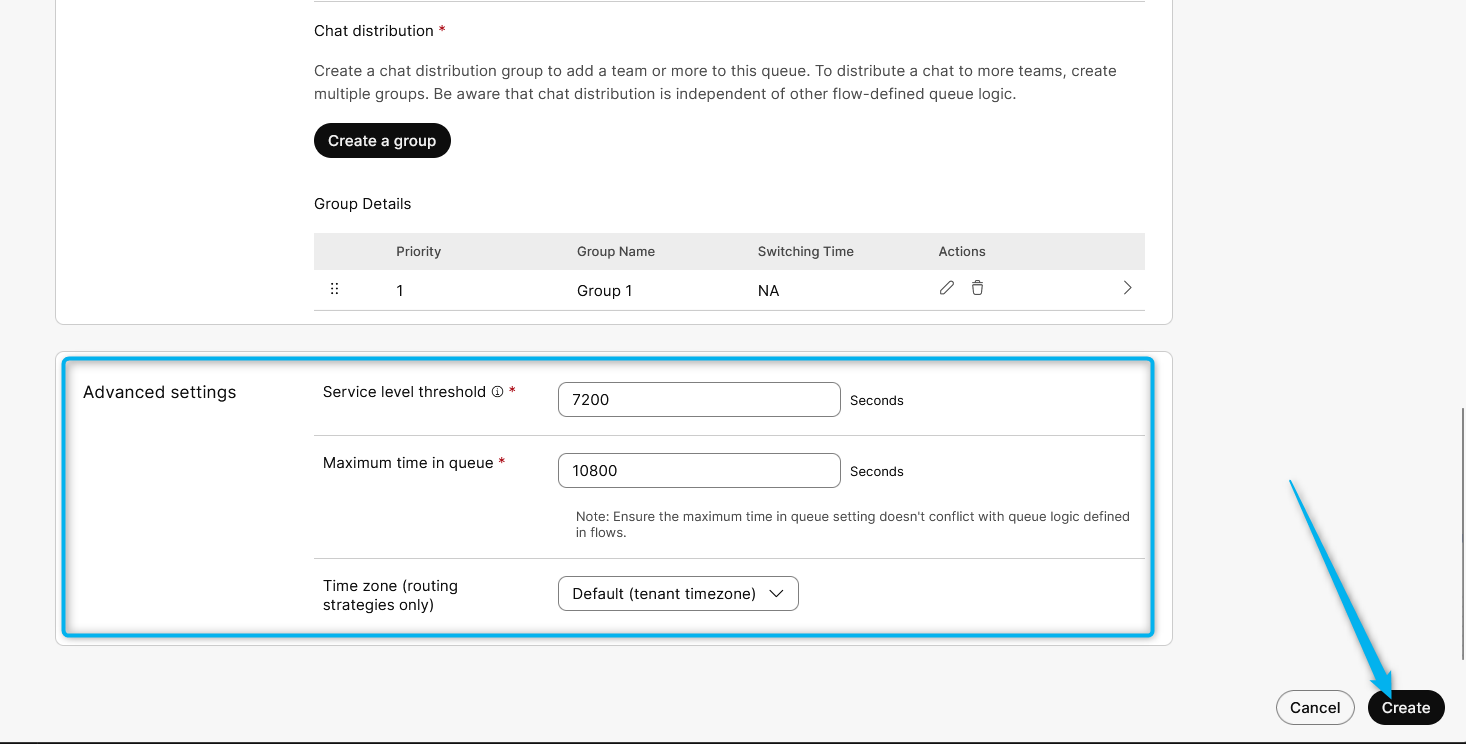 Chat distribution *
Create a chat distribution group to add a team or more to this queue. To distribute a chat to more teams, create
multiple groups. Be aware that chat distribution is independent of other flow-defined queue logic.
Create a group
Group Details
Priority Group Name Switching Time Actions
1 Group 1 NA
Advanced settings
Service level threshold * 7200 Seconds
Maximum time in queue * 10800 Seconds
Note: Ensure the maximum time in queue setting doesn't conflict with queue logic defined
in flows.
Time zone (routing
strategies only)
Default (tenant timezone)
Cancel Create